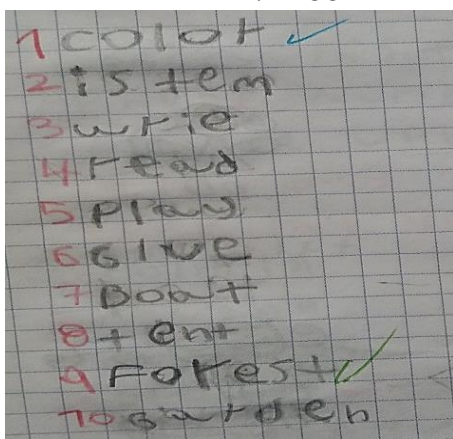 1 color
2 istem
3 wrie
4 read
5 play
6 Glue
7 Boat
8 tent
9 Forest
10 Garden